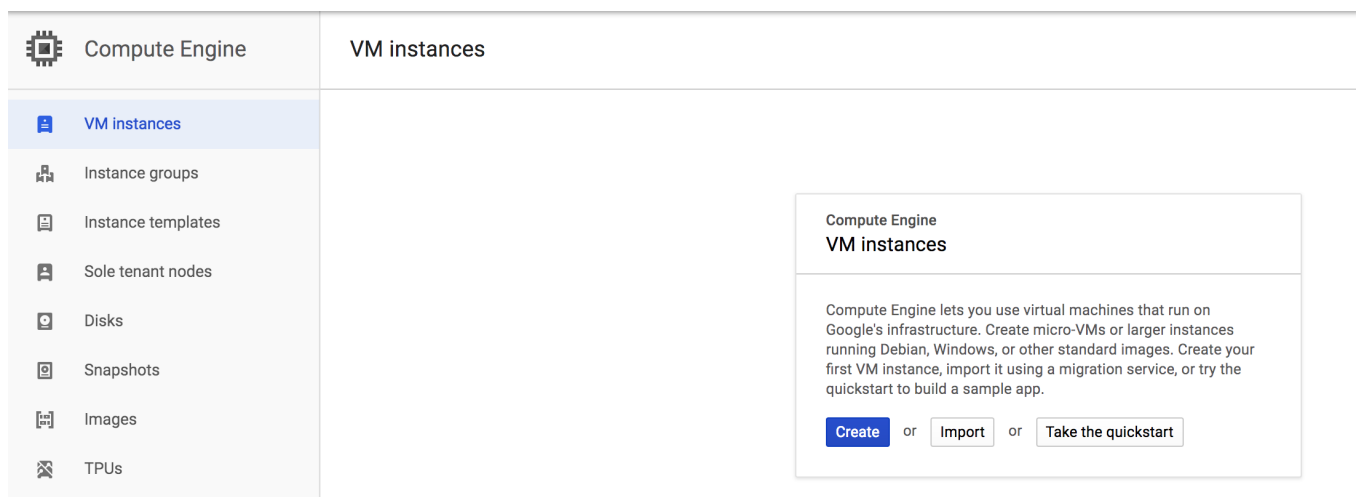 Compute Engine
VM instances
VM instances
Instance groups
Instance templates
Sole tenant nodes
Disks
Snapshots
Images
TPUs
Compute Engine
VM instances
Compute Engine lets you use virtual machines that run on
Google's infrastructure. Create micro-VMs or larger instances
running Debian, Windows, or other standard images. Create your
first VM instance, import it using a migration service, or try the
quickstart to build a sample app.
Create or Import or Take the quickstart